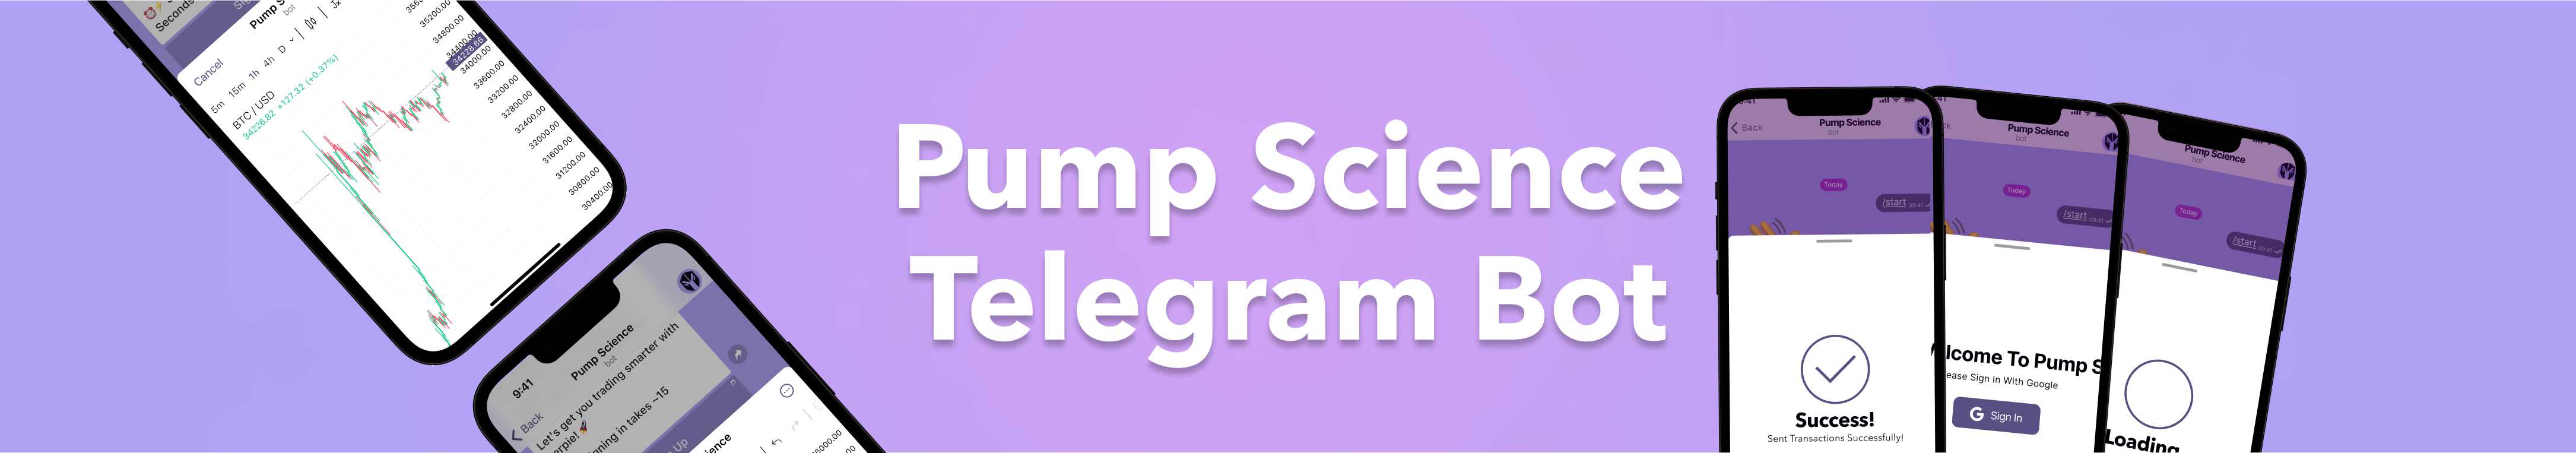 Seconds
Pump S
bot
Cancel
5m 15m 1h 4h D
BTC / USD
34226.82 +127.32 (+0.37%)
35200.00
34800.00
34400.00
34228.86
34000.00
33600.00
33200.00
32800.00
32400.00
32000.00
31600.00
31200.00
30800.00
30400.00
9:41
Pump Science
bot
Back
Let's get you trading smarter with
erpie! 🚀
ning in takes ~15
Up
ience
36000.00
Pump Science
Telegram Bot
Back
Pump Science
bot
Today
/start 09:41
Success!
Sent Transactions Successfully!
Pump Science
bot
Today
/start 09:41
lcome To Pump S
ease Sign In With Google
G Sign In
Pump Science
bot
Today
/start 09:41
Loading